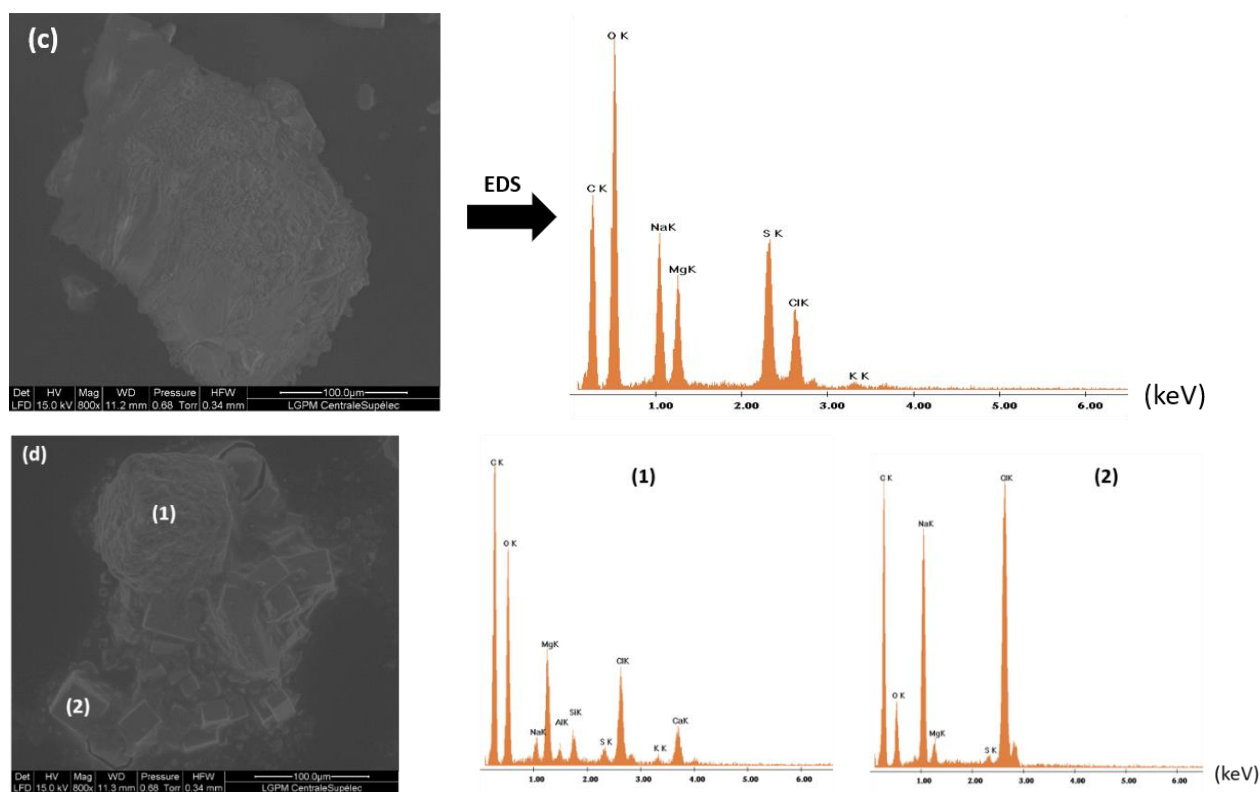 (c)
EDS
O K
C K
NaK
MgK
S K
ClK
K K
1.00 2.00 3.00 4.00 5.00 6.00
(keV)
Det HV Mag WD Pressure HFW 100.0µm
LFD 15.0 kV 800x 11.2 mm 0.68 Torr 0.34 mm LGPM CentraleSupélec
(d)
(1)
(2)
Det HV Mag WD Pressure HFW 100.0µm
LFD 15.0 kV 800x 11.3 mm 0.68 Torr 0.34 mm LGPM CentraleSupélec
(1)
C K
O K
NaK
MgK
AlK
SiK
S K
ClK
K K
CaK
1.00 2.00 3.00 4.00 5.00 6.00
(2)
C K
O K
NaK
MgK
S K
ClK
1.00 2.00 3.00 4.00 5.00 6.00
(keV)